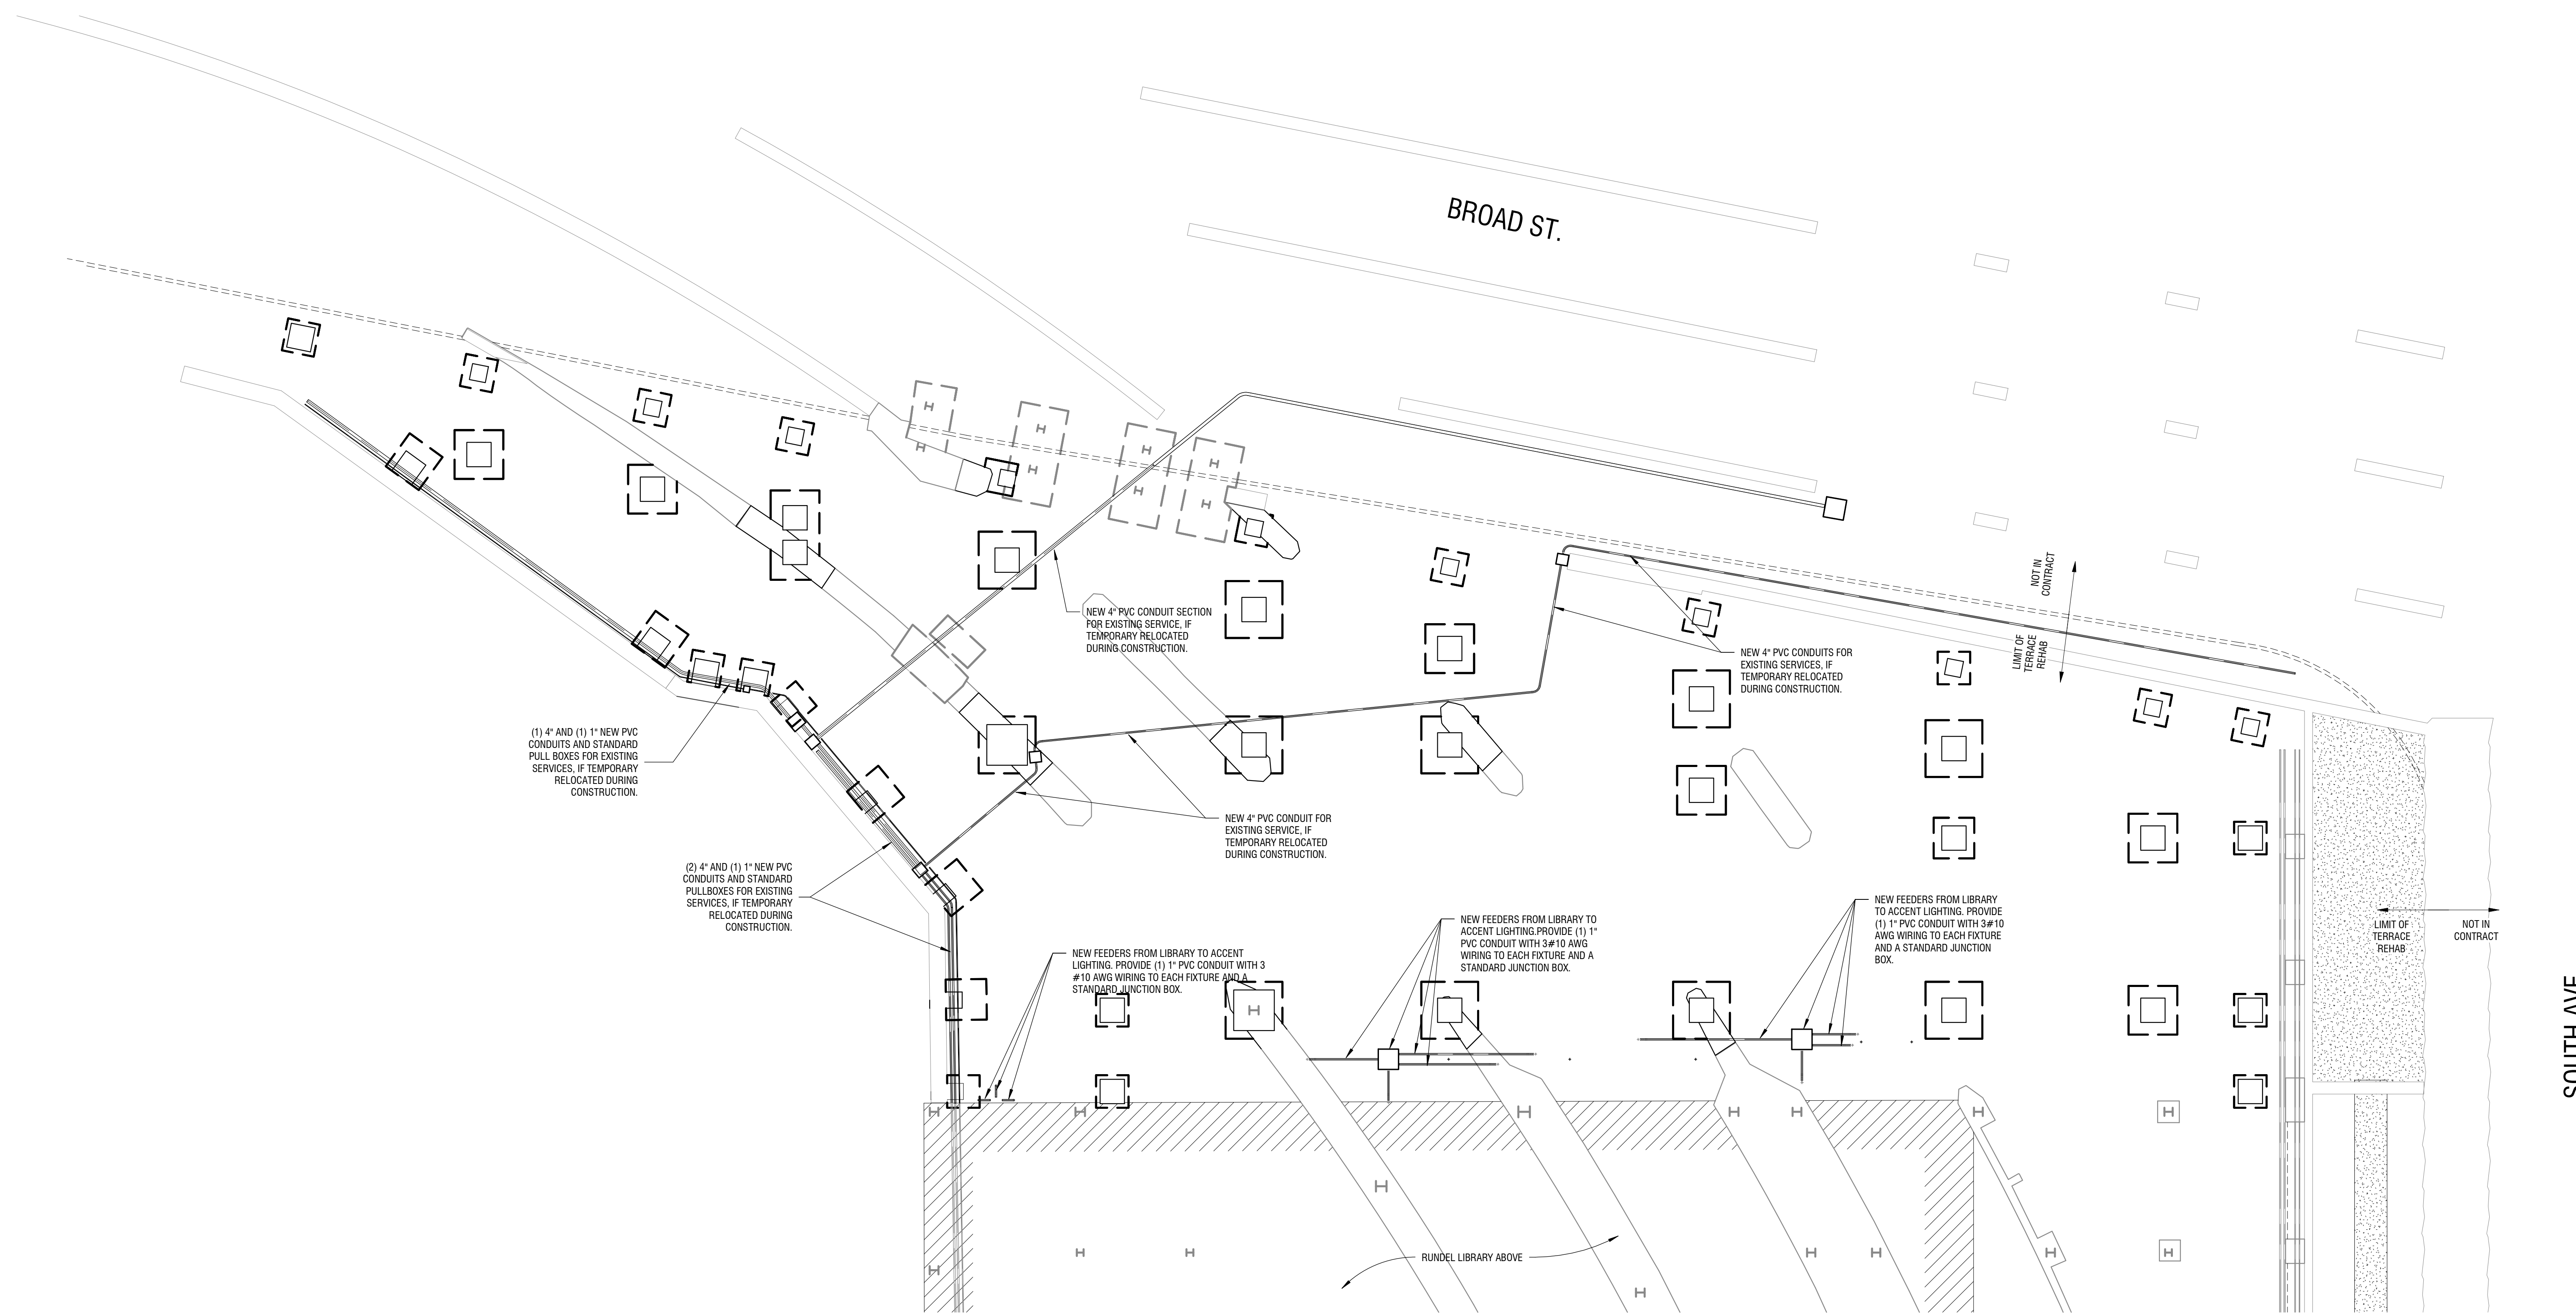 BROAD ST.
NOT IN
CONTRACT
LIMIT OF
TERRACE
REHAB
NEW 4" PVC CONDUIT SECTION
FOR EXISTING SERVICE, IF
TEMPORARY RELOCATED
DURING CONSTRUCTION.
NEW 4" PVC CONDUITS FOR
EXISTING SERVICES, IF
TEMPORARY RELOCATED
DURING CONSTRUCTION.
(1) 4" AND (1) 1" NEW PVC
CONDUITS AND STANDARD
PULL BOXES FOR EXISTING
SERVICES, IF TEMPORARY
RELOCATED DURING
CONSTRUCTION.
NEW 4" PVC CONDUIT FOR
EXISTING SERVICE, IF
TEMPORARY RELOCATED
DURING CONSTRUCTION.
(2) 4" AND (1) 1" NEW PVC
CONDUITS AND STANDARD
PULLBOXES FOR EXISTING
SERVICES, IF TEMPORARY
RELOCATED DURING
CONSTRUCTION.
NEW FEEDERS FROM LIBRARY TO ACCENT
LIGHTING. PROVIDE (1) 1" PVC CONDUIT WITH 3
#10 AWG WIRING TO EACH FIXTURE AND A
STANDARD JUNCTION BOX.
NEW FEEDERS FROM LIBRARY TO
ACCENT LIGHTING.PROVIDE (1) 1"
PVC CONDUIT WITH 3#10 AWG
WIRING TO EACH FIXTURE AND A
STANDARD JUNCTION BOX.
NEW FEEDERS FROM LIBRARY
TO ACCENT LIGHTING. PROVIDE
(1) 1" PVC CONDUIT WITH 3#10
AWG WIRING TO EACH FIXTURE
AND A STANDARD JUNCTION
BOX.
LIMIT OF
TERRACE
REHAB
NOT IN
CONTRACT
SOUTH AVE
RUNDEL LIBRARY ABOVE